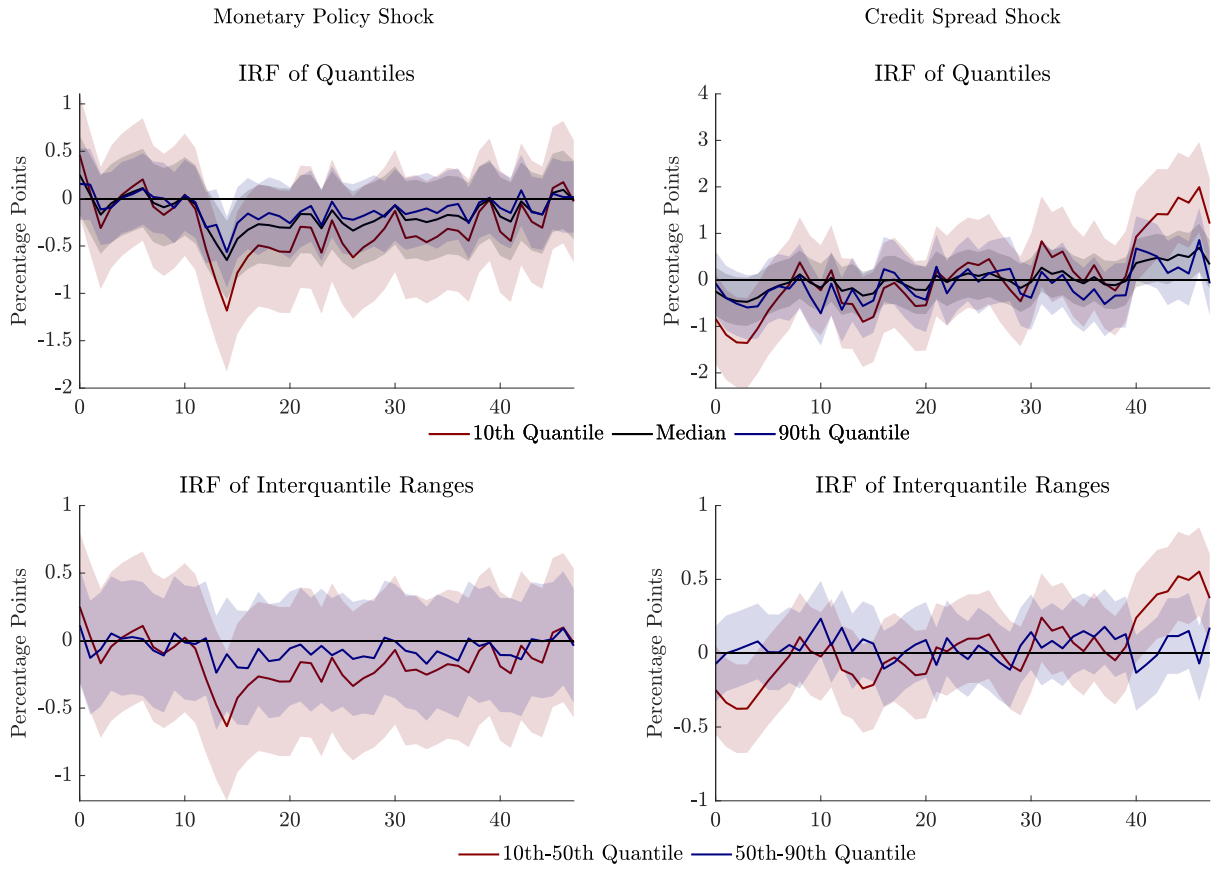 Monetary Policy Shock
Credit Spread Shock
IRF of Quantiles
Percentage Points
1
0.5
0
-0.5
-1
-1.5
-2
0 10 20 30 40
IRF of Quantiles
Percentage Points
4
3
2
1
0
-1
-2
0 10 20 30 40
10th Quantile Median 90th Quantile
IRF of Interquantile Ranges
Percentage Points
1
0.5
0
-0.5
-1
0 10 20 30 40
IRF of Interquantile Ranges
Percentage Points
1
0.5
0
-0.5
-1
0 10 20 30 40
10th-50th Quantile 50th-90th Quantile